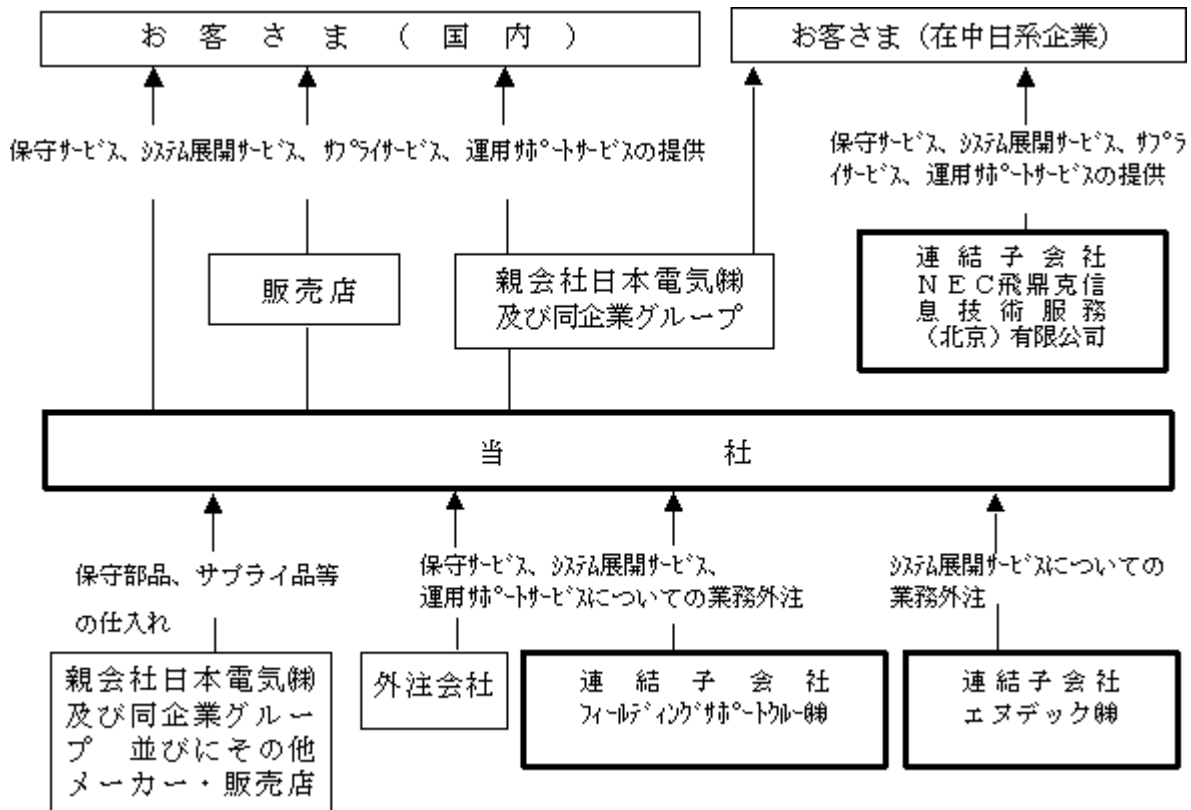 お客さま（国内）
お客さま（在中日系企業）
保守ｻｰﾋﾞｽ、ｼｽﾃﾑ展開ｻｰﾋﾞｽ、ｻﾌﾟﾗｲｻｰﾋﾞｽ、運用ｻﾎﾟｰﾄｻｰﾋﾞｽの提供
保守ｻｰﾋﾞｽ、ｼｽﾃﾑ展開ｻｰﾋﾞｽ、ｻﾌﾟﾗ
ｲｻｰﾋﾞｽ、運用ｻﾎﾟｰﾄｻｰﾋﾞｽの提供
販売店
親会社日本電気㈱
及び同企業グループ
連結子会社
ＮＥＣ飛鼎克信
息技術服務
（北京）有限公司
当社
保守部品、サプライ品等
の仕入れ
保守ｻｰﾋﾞｽ、ｼｽﾃﾑ展開ｻｰﾋﾞｽ、
運用ｻﾎﾟｰﾄｻｰﾋﾞｽについての業務外注
ｼｽﾃﾑ展開ｻｰﾋﾞｽについての
業務外注
親会社日本電気㈱
及び同企業グルー
プ　並びにその他
メーカー・販売店
外注会社
連結子会社
ﾌｨｰﾙﾃﾞｨﾝｸﾞｻﾎﾟｰﾄｸﾙｰ㈱
連結子会社
エヌデック㈱